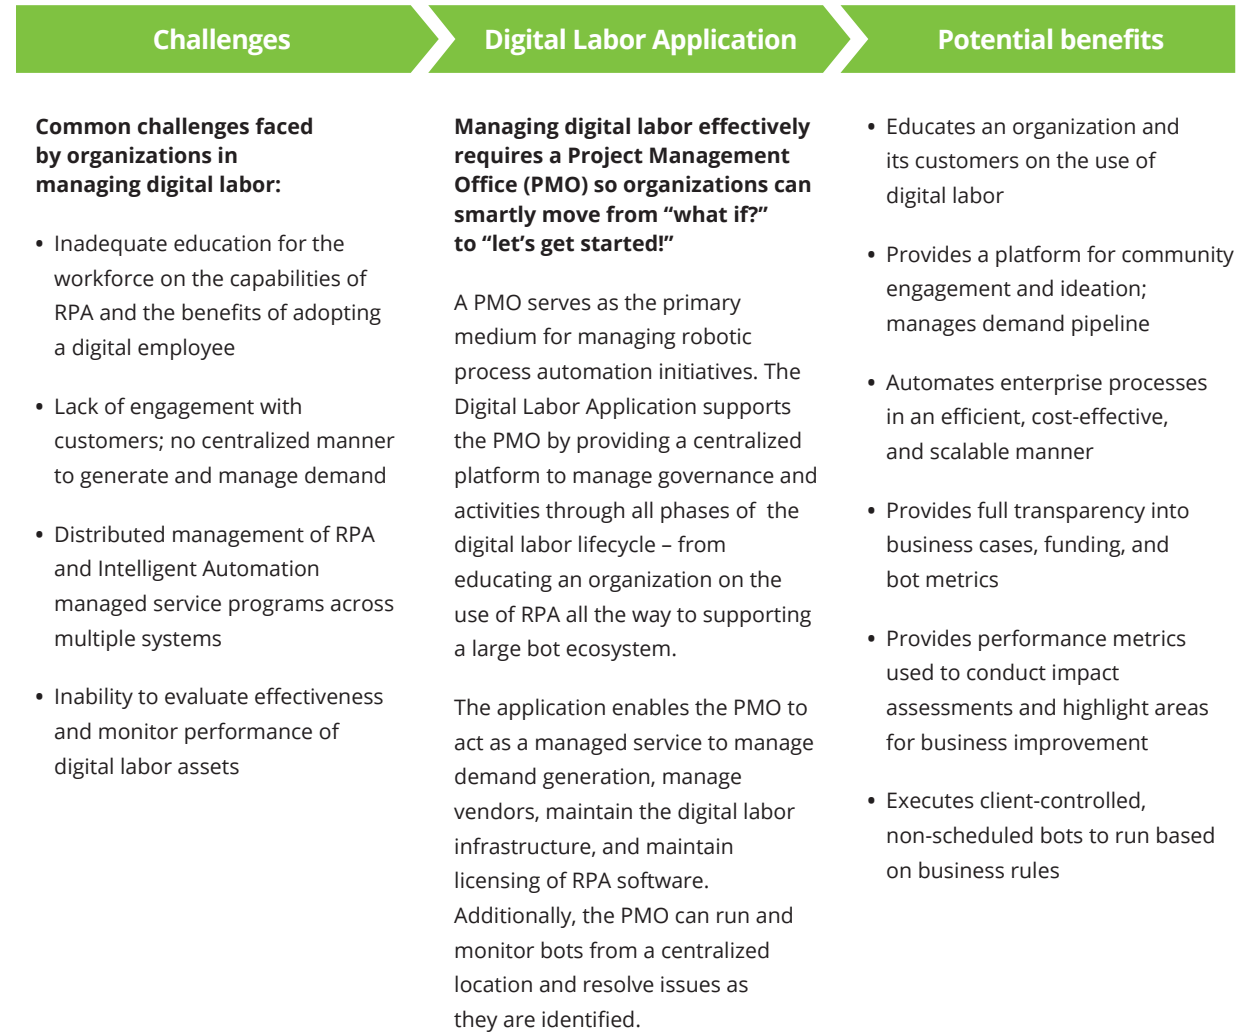 Challenges
Digital Labor Application
Potential benefits
Common challenges faced
by organizations in
managing digital labor:
• Inadequate education for the
workforce on the capabilities of
RPA and the benefits of adopting
a digital employee
• Lack of engagement with
customers; no centralized manner
to generate and manage demand
• Distributed management of RPA
and Intelligent Automation
managed service programs across
multiple systems
• Inability to evaluate effectiveness
and monitor performance of
digital labor assets
Managing digital labor effectively
requires a Project Management
Office (PMO) so organizations can
smartly move from “what if?”
to “let’s get started!”
A PMO serves as the primary
medium for managing robotic
process automation initiatives. The
Digital Labor Application supports
the PMO by providing a centralized
platform to manage governance and
activities through all phases of  the
digital labor lifecycle – from
educating an organization on the
use of RPA all the way to supporting
a large bot ecosystem.
The application enables the PMO to
act as a managed service to manage
demand generation, manage
vendors, maintain the digital labor
infrastructure, and maintain
licensing of RPA software.
Additionally, the PMO can run and
monitor bots from a centralized
location and resolve issues as
they are identified.
• Educates an organization and
its customers on the use of
digital labor
• Provides a platform for community
engagement and ideation;
manages demand pipeline
• Automates enterprise processes
in an efficient, cost-effective,
and scalable manner
• Provides full transparency into
business cases, funding, and
bot metrics
• Provides performance metrics
used to conduct impact
assessments and highlight areas
for business improvement
• Executes client-controlled,
non-scheduled bots to run based
on business rules